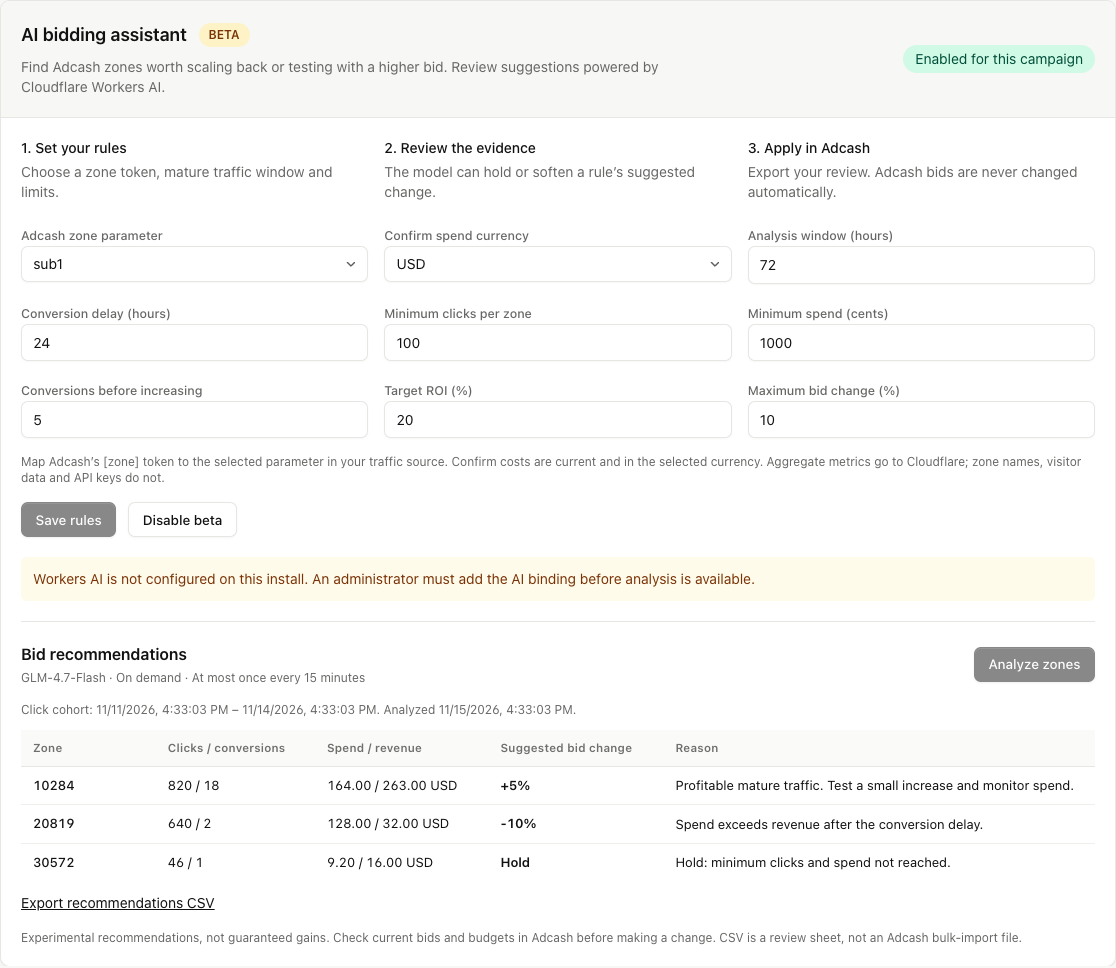 AI bidding assistant BETA
Find Adcash zones worth scaling back or testing with a higher bid. Review suggestions powered by
Cloudflare Workers AI.
Enabled for this campaign
1. Set your rules
Choose a zone token, mature traffic window and
limits.
2. Review the evidence
The model can hold or soften a rule's suggested
change.
3. Apply in Adcash
Export your review. Adcash bids are never changed
automatically.
Adcash zone parameter
sub1
Confirm spend currency
USD
Analysis window (hours)
72
Conversion delay (hours)
24
Minimum clicks per zone
100
Minimum spend (cents)
1000
Conversions before increasing
5
Target ROI (%)
20
Maximum bid change (%)
10
Map Adcash's [zone] token to the selected parameter in your traffic source. Confirm costs are current and in the selected currency. Aggregate metrics go to Cloudflare; zone names, visitor
data and API keys do not.
Save rules
Disable beta
Workers AI is not configured on this install. An administrator must add the AI binding before analysis is available.
Bid recommendations
GLM-4.7-Flash · On demand · At most once every 15 minutes
Analyze zones
Click cohort: 11/11/2026, 4:33:03 PM – 11/14/2026, 4:33:03 PM. Analyzed 11/15/2026, 4:33:03 PM.
Zone Clicks / conversions Spend / revenue Suggested bid change Reason
10284 820 / 18 164.00 / 263.00 USD +5% Profitable mature traffic. Test a small increase and monitor spend.
20819 640 / 2 128.00 / 32.00 USD -10% Spend exceeds revenue after the conversion delay.
30572 46 / 1 9.20 / 16.00 USD Hold Hold: minimum clicks and spend not reached.
Export recommendations CSV
Experimental recommendations, not guaranteed gains. Check current bids and budgets in Adcash before making a change. CSV is a review sheet, not an Adcash bulk-import file.